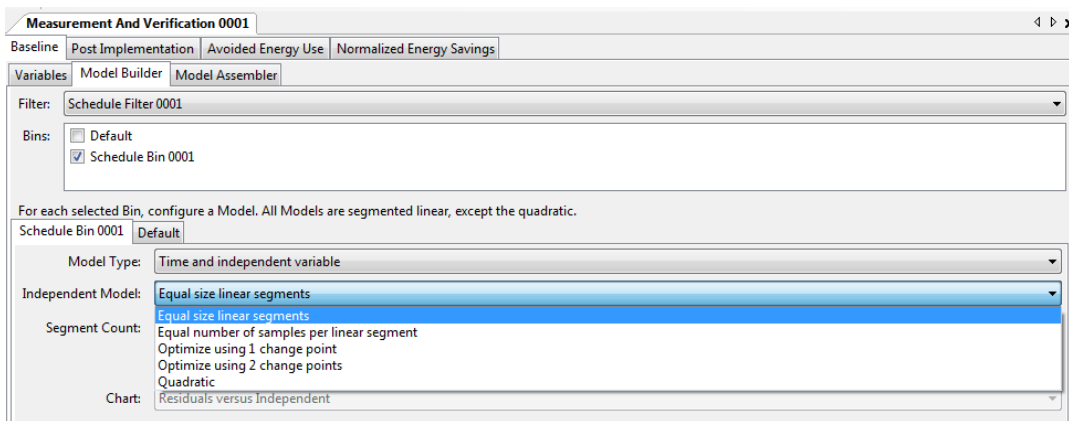 Measurement And Verification 0001
Baseline Post Implementation Avoided Energy Use Normalized Energy Savings
Variables Model Builder Model Assembler
Filter: Schedule Filter 0001
Bins: Default
Schedule Bin 0001
For each selected Bin, configure a Model. All Models are segmented linear, except the quadratic.
Schedule Bin 0001 Default
Model Type: Time and independent variable
Independent Model: Equal size linear segments
Equal size linear segments
Segment Count: Equal number of samples per linear segment
Optimize using 1 change point
Optimize using 2 change points
Quadratic
Chart: Residuals versus Independent